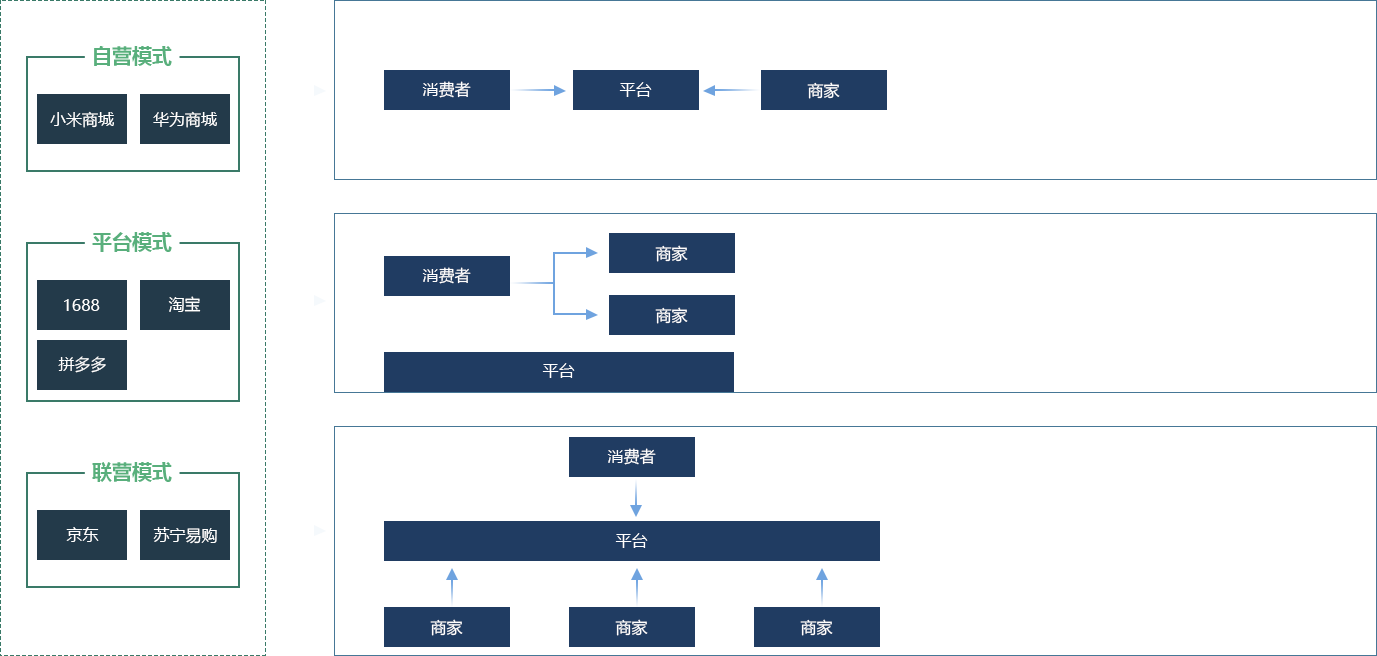 自营模式
小米商城 华为商城
消费者 平台 商家
平台模式
1688 淘宝
拼多多
消费者 商家
商家
平台
联营模式
京东 苏宁易购
消费者
平台
商家 商家 商家